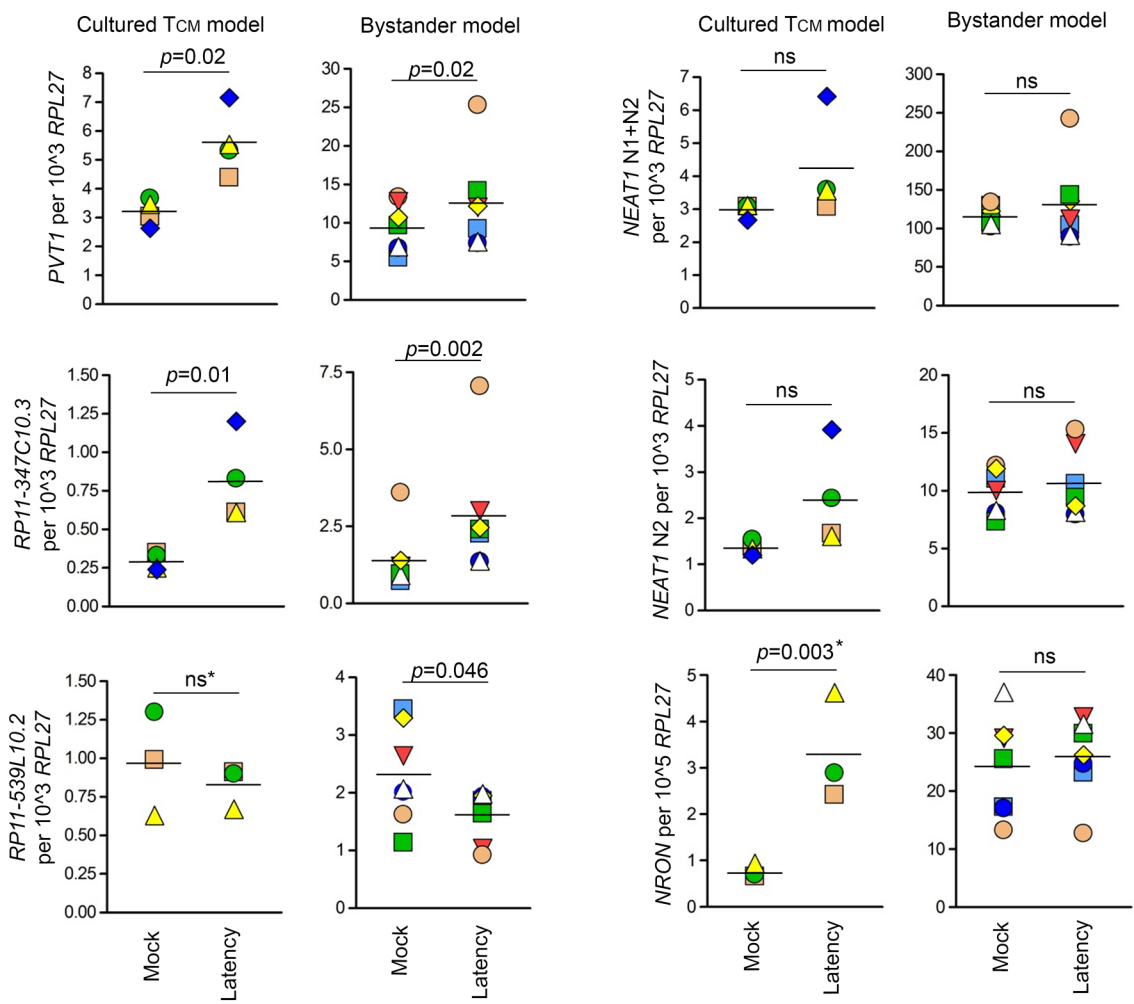 Cultured TCM model
Bystander model
Cultured TCM model
Bystander model
PVT1 per 10^3 RPL27
p=0.02
8
7
6
5
4
3
2
1
0
p=0.02
30
25
20
15
10
5
0
NEAT1 N1+N2
per 10^3 RPL27
ns
7
6
5
4
3
2
1
0
ns
300
250
200
150
100
50
0
RP11-347C10.3
per 10^3 RPL27
p=0.01
1.50
1.25
1.00
0.75
0.50
0.25
0.00
p=0.002
7.5
5.0
2.5
0.0
NEAT1 N2 per 10^3 RPL27
ns
5
4
3
2
1
0
ns
20
15
10
5
0
RP11-539L10.2
per 10^3 RPL27
ns*
1.50
1.25
1.00
0.75
0.50
0.25
0.00
Mock
Latency
p=0.046
4
3
2
1
0
Mock
Latency
NRON per 10^5 RPL27
p=0.003*
5
4
3
2
1
0
Mock
Latency
ns
40
30
20
10
0
Mock
Latency